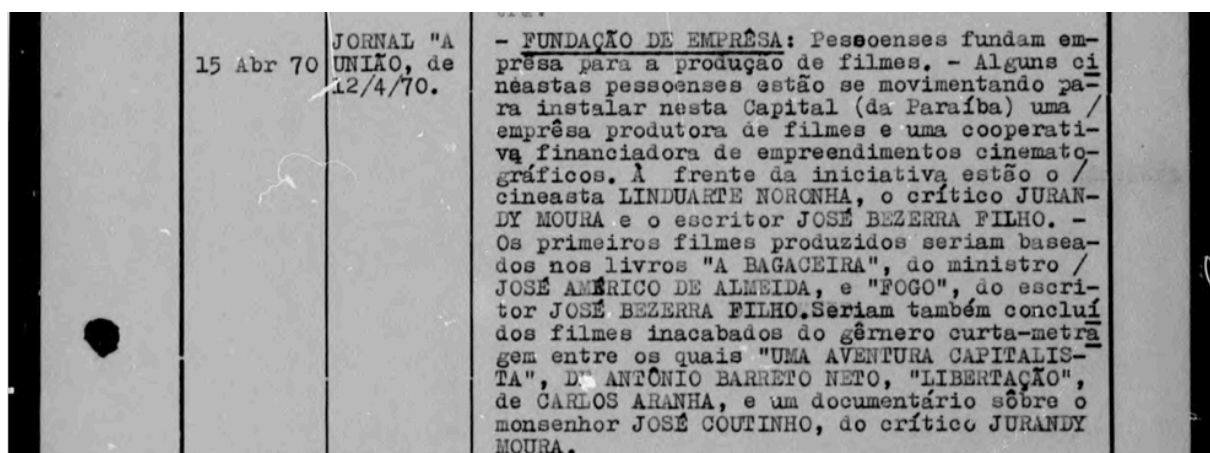 15 Abr 70
JORNAL "A
UNIÃO, de
12/4/70.
- FUNDAÇÃO DE EMPRÊSA: Pessoenses fundam em-
prêsa para a produção de filmes. - Alguns ci
neastas pessoenses estão se movimentando pa-
ra instalar nesta Capital (da Paraíba) uma /
emprêsa produtora de filmes e uma cooperati-
va financiadora de empreendimentos cinemato-
gráficos. À frente da iniciativa estão o /
cineasta LINDUARTE NORONHA, o crítico JURAN-
DY MOURA e o escritor JOSÉ BEZERRA FILHO. -
Os primeiros filmes produzidos seriam basea-
dos nos livros "A BAGACEIRA", do ministro /
JOSÉ AMÉRICO DE ALMEIDA, e "FOGO", do escri-
tor JOSÉ BEZERRA FILHO.Seriam também concluí
dos filmes inacabados do gêrnero curta-metra
gem entre os quais "UMA AVENTURA CAPITALIS-
TA", DE ANTÔNIO BARRETO NETO, "LIBERTAÇÃO",
de CARLOS ARANHA, e um documentário sôbre o
monsenhor JOSÉ COUTINHO, do crítico JURANDY
MOURA.